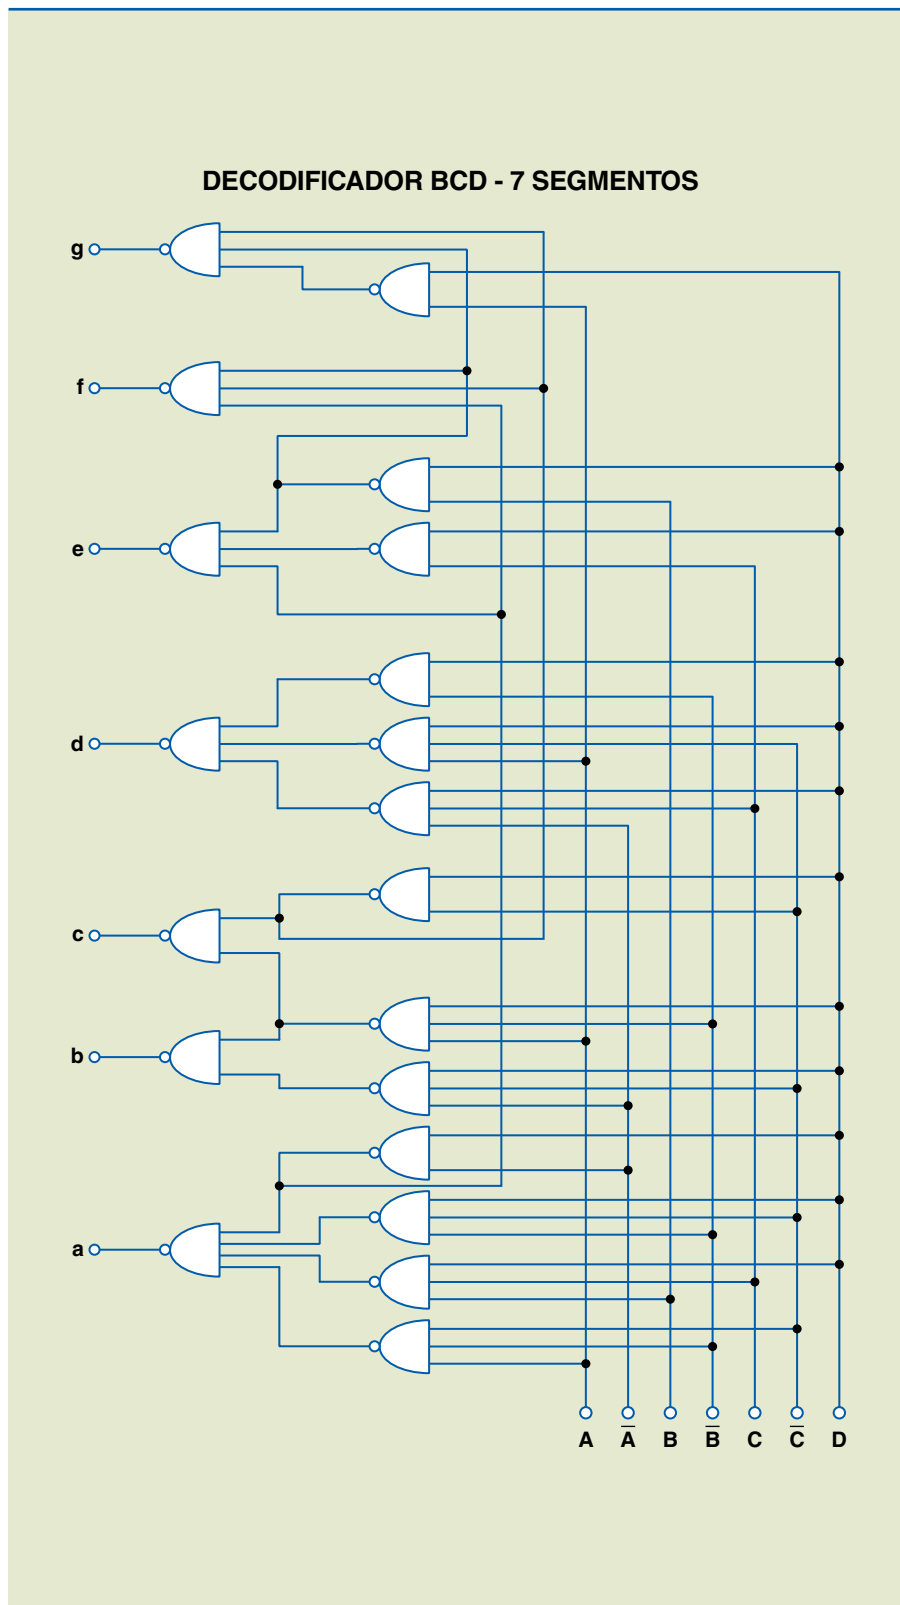 DECODIFICADOR BCD - 7 SEGMENTOS
g
f
e
d
c
b
a
A A̅ B B̅ C C̅ D